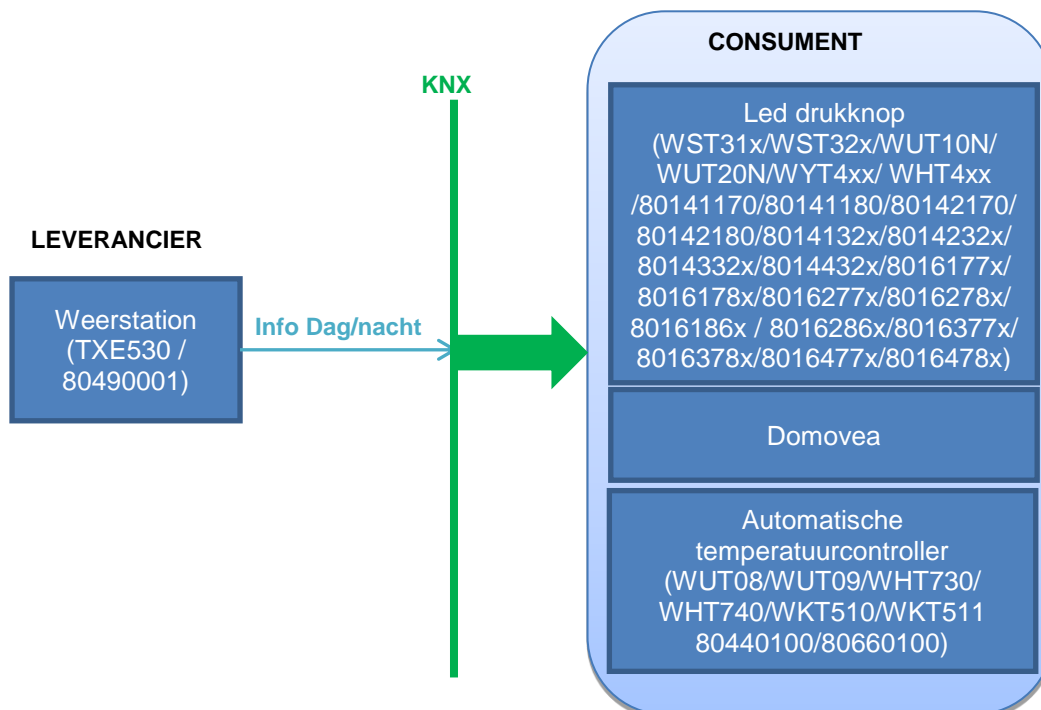 LEVERANCIER
Weerstation
(TXE530 /
80490001)
Info Dag/nacht
KNX
CONSUMENT
Led drukknop
(WST31x/WST32x/WUT10N/
WUT20N/WYT4xx/ WHT4xx
/80141170/80141180/80142170/
80142180/8014132x/8014232x/
8014332x/8014432x/8016177x/
8016178x/8016277x/8016278x/
8016186x / 8016286x/8016377x/
8016378x/8016477x/8016478x)
Domovea
Automatische
temperatuurcontroller
(WUT08/WUT09/WHT730/
WHT740/WKT510/WKT511
80440100/80660100)